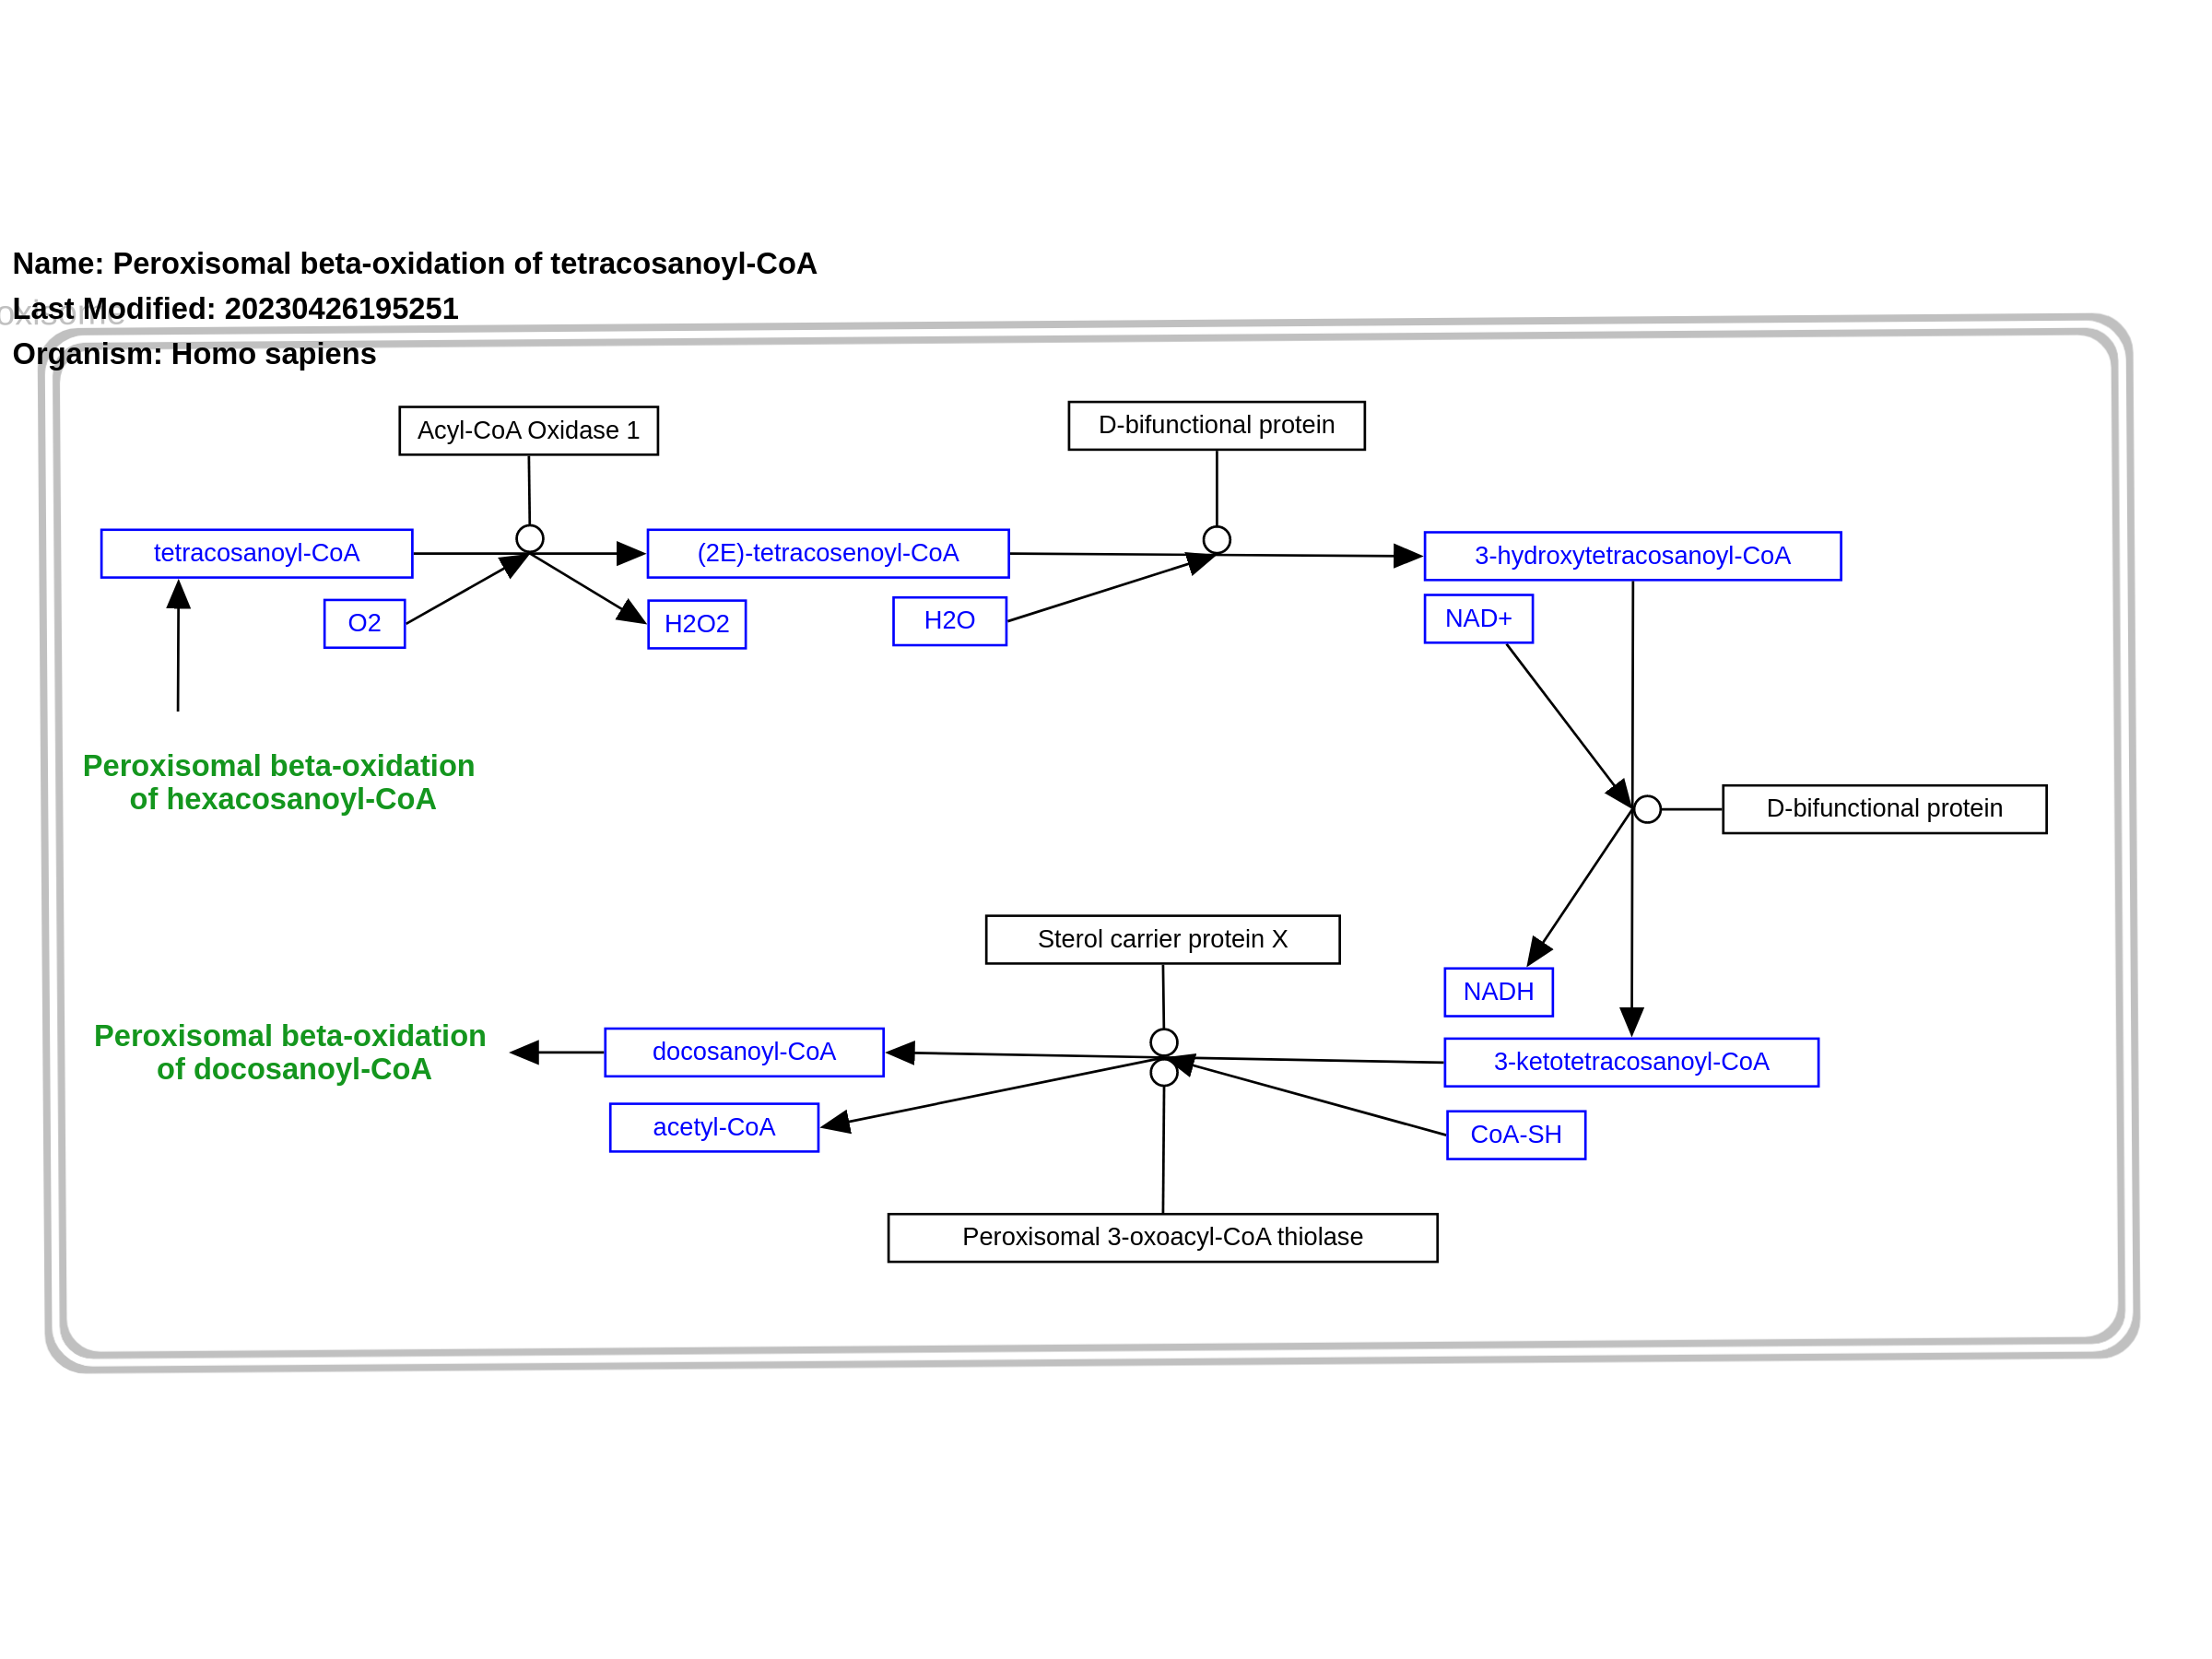 Name: Peroxisomal beta-oxidation of tetracosanoyl-CoA
Last Modified: 20230426195251
Organism: Homo sapiens
Acyl-CoA Oxidase 1
D-bifunctional protein
tetracosanoyl-CoA
(2E)-tetracosenoyl-CoA
3-hydroxytetracosanoyl-CoA
O2
H2O2
H2O
NAD+
Peroxisomal beta-oxidation
of hexacosanoyl-CoA
D-bifunctional protein
Sterol carrier protein X
NADH
Peroxisomal beta-oxidation
of docosanoyl-CoA
docosanoyl-CoA
3-ketotetracosanoyl-CoA
acetyl-CoA
CoA-SH
Peroxisomal 3-oxoacyl-CoA thiolase